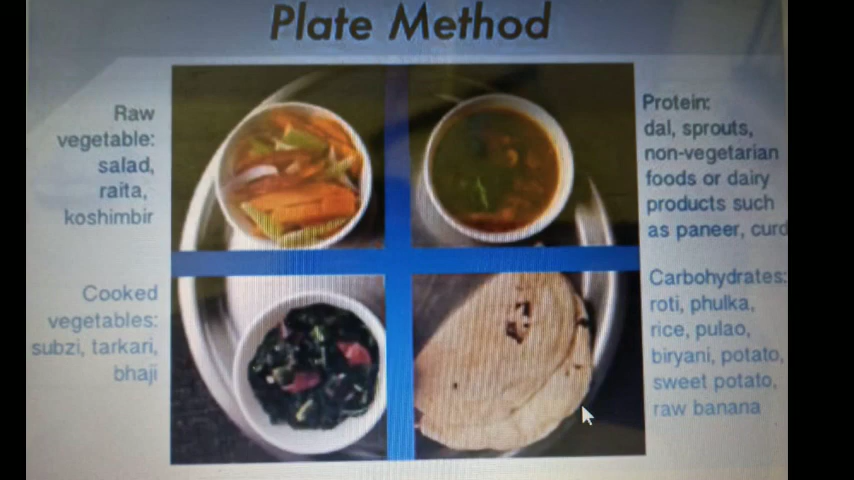 Plate Method
Raw
vegetable:
salad,
raita,
koshimbir
Protein:
dal, sprouts,
non-vegetarian
foods or dairy
products such
as paneer, curd
Cooked
vegetables:
subzi, tarkari,
bhaji
Carbohydrates:
roti, phulka,
rice, pulao,
biryani, potato,
sweet potato,
raw banana